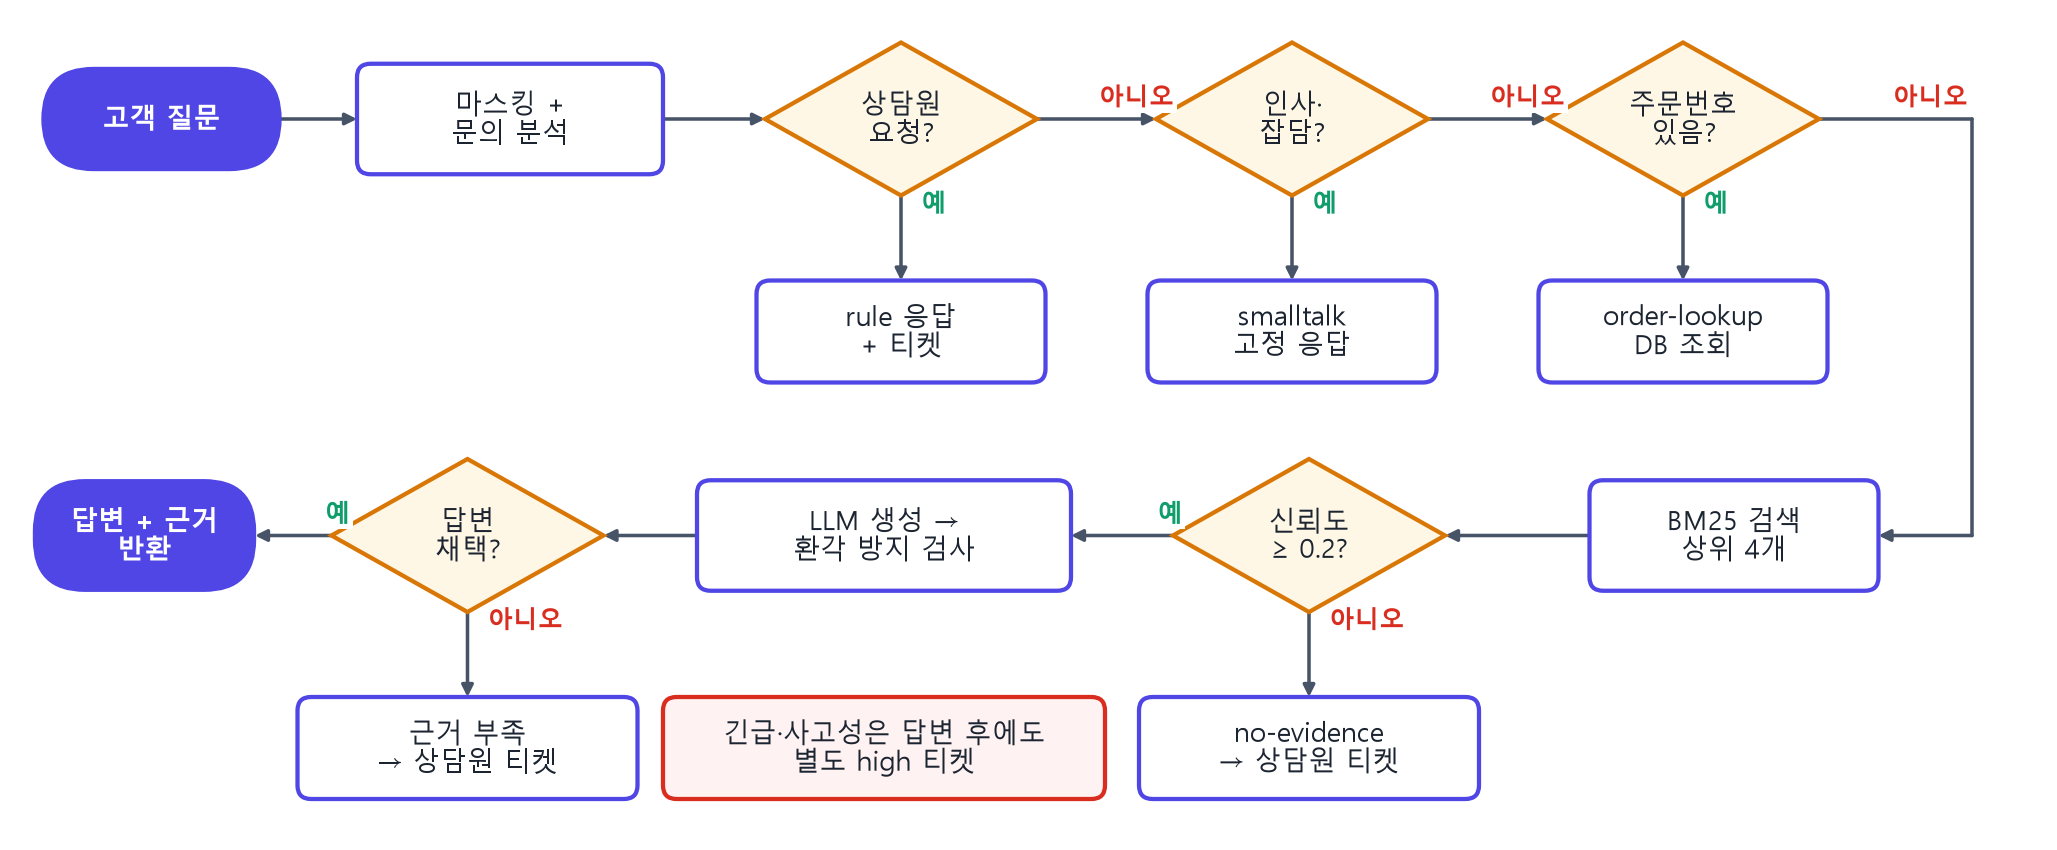 고객 질문
마스킹 +
문의 분석
상담원
요청?
아니오
인사·
잡담?
아니오
주문번호
있음?
아니오
예
예
예
rule 응답
+ 티켓
smalltalk
고정 응답
order-lookup
DB 조회
답변 + 근거
반환
예
답변
채택?
LLM 생성 →
환각 방지 검사
예
신뢰도
≥ 0.2?
BM25 검색
상위 4개
아니오
아니오
근거 부족
→ 상담원 티켓
긴급·사고성은 답변 후에도
별도 high 티켓
no-evidence
→ 상담원 티켓